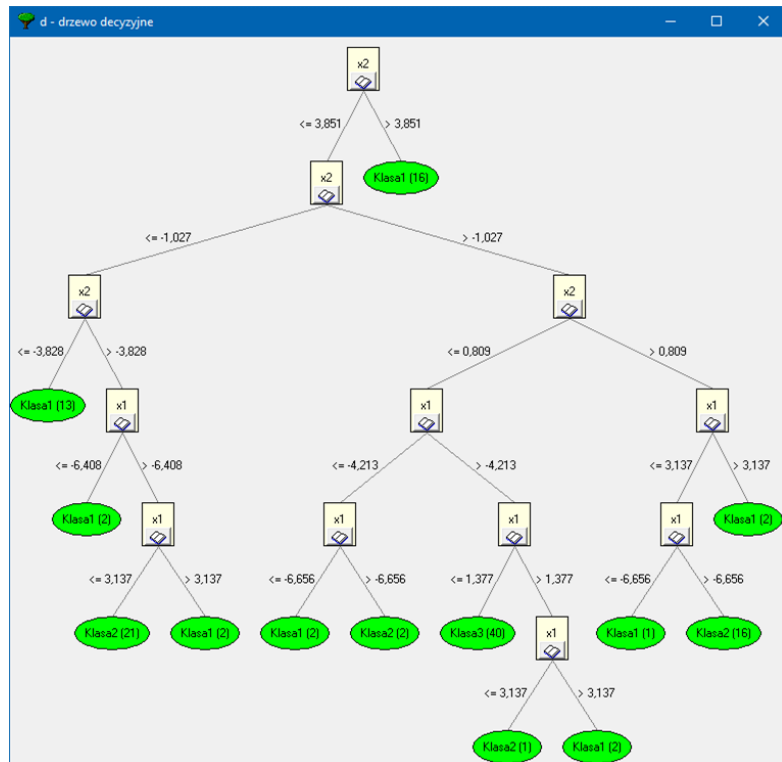 d - drzewo decyzyjne
x2
<= 3,851
> 3,851
x2
Klasa1 (16)
<= -1,027
> -1,027
x2
x2
<= -3,828
> -3,828
<= 0,809
> 0,809
Klasa1 (13)
x1
x1
x1
<= -6,408
> -6,408
<= -4,213
> -4,213
<= 3,137
> 3,137
Klasa1 (2)
x1
x1
x1
x1
Klasa1 (2)
<= 3,137
> 3,137
<= -6,656
> -6,656
<= 1,377
> 1,377
<= -6,656
> -6,656
Klasa2 (21)
Klasa1 (2)
Klasa1 (2)
Klasa2 (2)
Klasa3 (40)
x1
Klasa1 (1)
Klasa2 (16)
<= 3,137
> 3,137
Klasa2 (1)
Klasa1 (2)